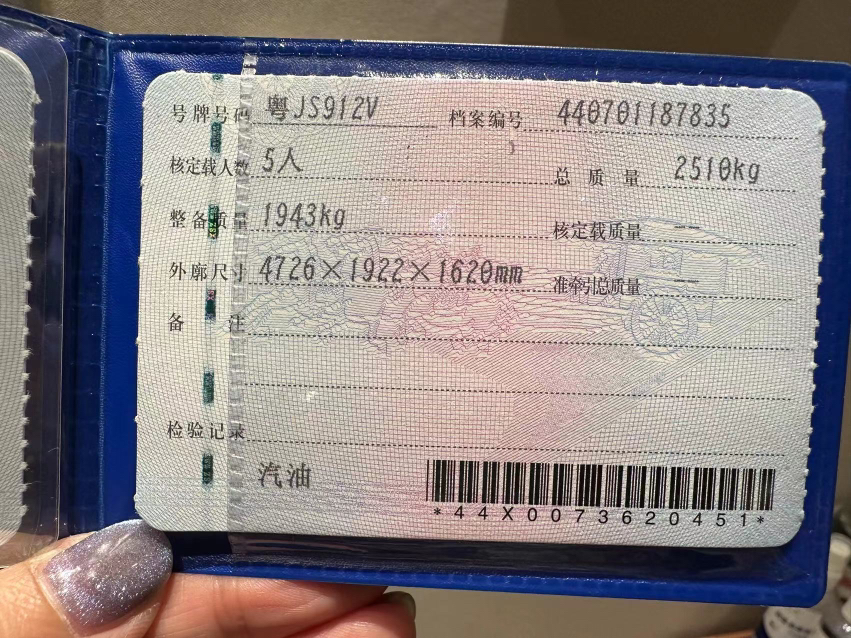 号牌号码 粤JS912V 档案编号 440701187835
核定载人数 5人 总质量 2510kg
整备质量 1943kg 核定载质量 --
外廓尺寸 4726×1922×1620mm 准牵引总质量 --
备注
检验记录
汽油
*44X0073620451*